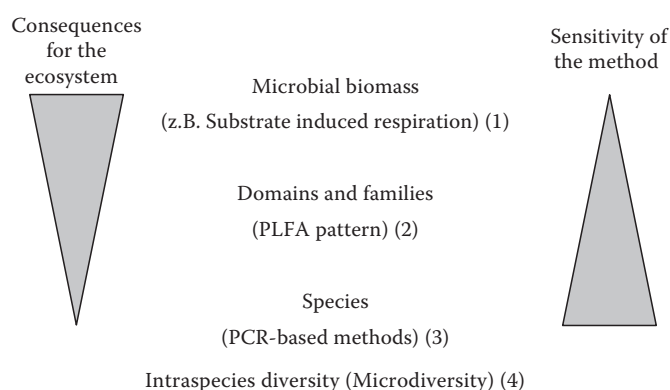 Consequences
for the
ecosystem
Sensitivity of
the method
Microbial biomass
(z.B. Substrate induced respiration) (1)
Domains and families
(PLFA pattern) (2)
Species
(PCR-based methods) (3)
Intraspecies diversity (Microdiversity) (4)